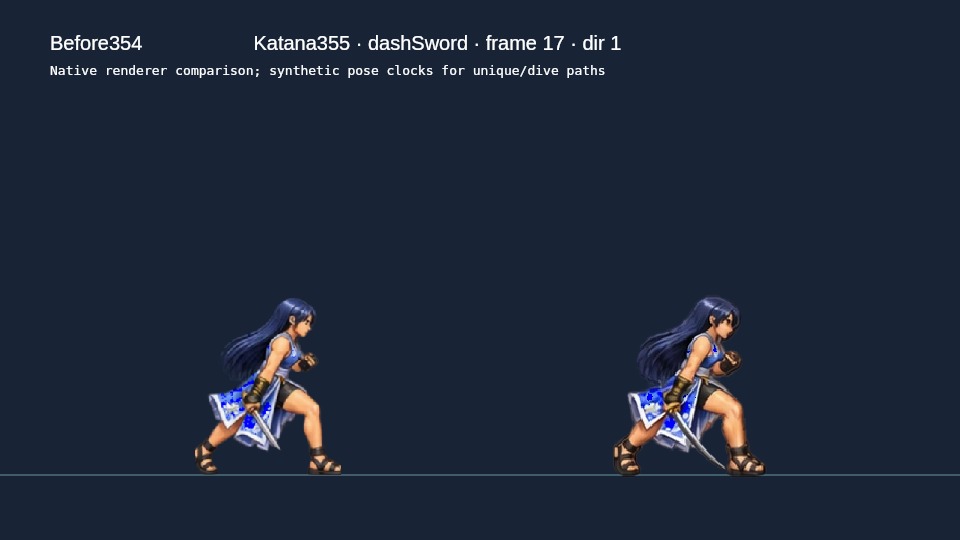 Before354 Katana355 · dashSword · frame 17 · dir 1
Native renderer comparison; synthetic pose clocks for unique/dive paths